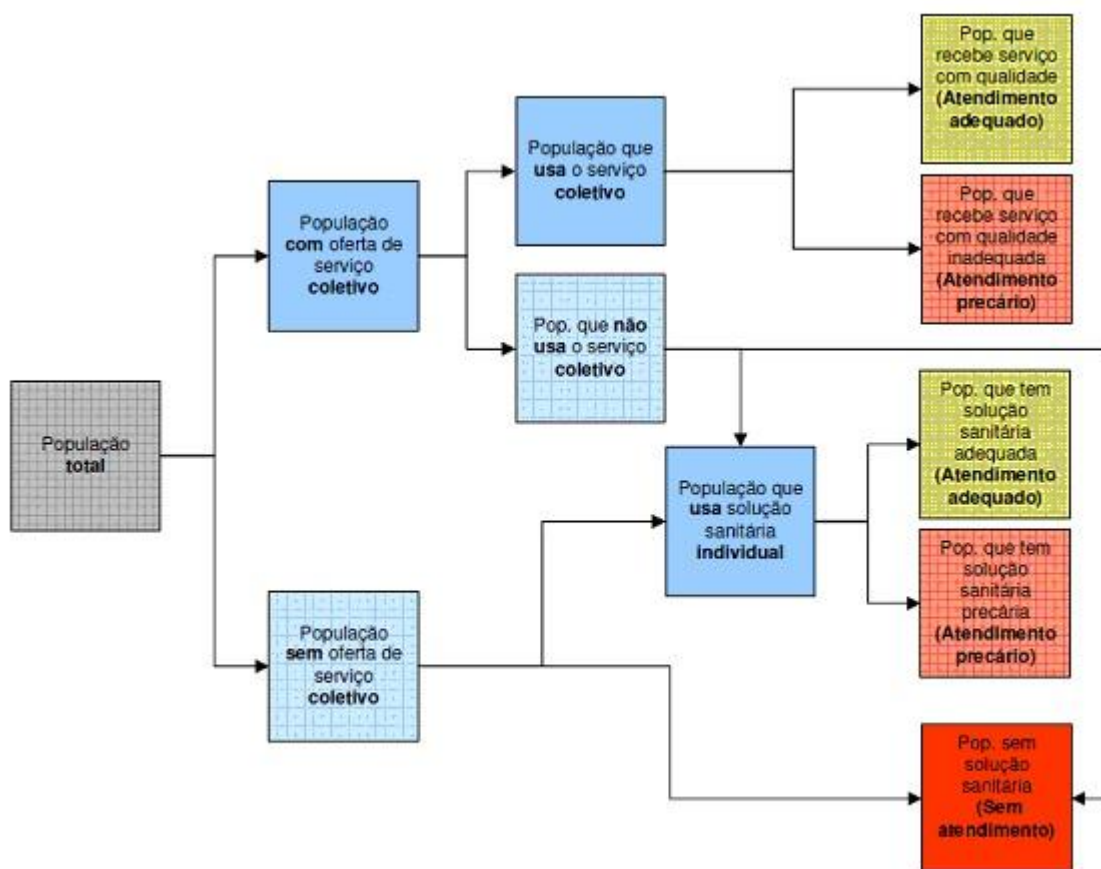 Pop. que
recebe serviço
com qualidade
(Atendimento
adequado)
População que
usa o serviço
coletivo
Pop. que
recebe serviço
com qualidade
inadequada
(Atendimento
precário)
População
com oferta de
serviço
coletivo
Pop. que não
usa o serviço
coletivo
População
total
Pop. que tem
solução
sanitária
adequada
(Atendimento
adequado)
População que
usa solução
sanitária
individual
Pop. que tem
solução
sanitária
precária
(Atendimento
precário)
População
sem oferta de
serviço
coletivo
Pop. sem
solução
sanitária
(Sem
atendimento)